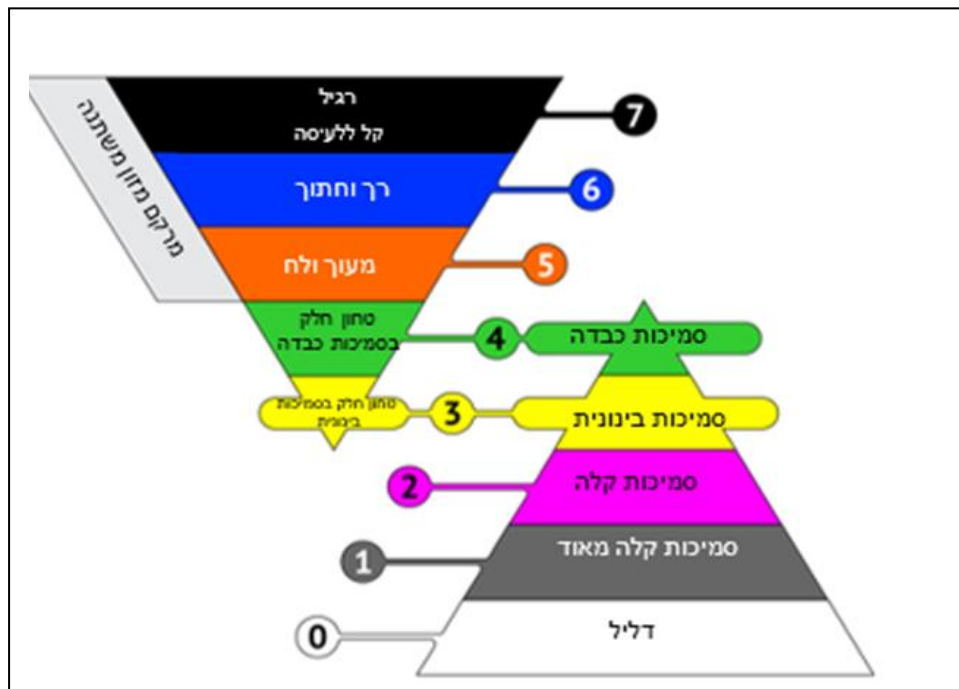 מרקם מזון משתנה
רגיל
קל ללעיסה
7
רך וחתוך
6
מעוך ולח
5
טחון חלק
בסמיכות כבדה
4
סמיכות כבדה
טחון חלק בסמיכות
בינונית
3
סמיכות בינונית
2
סמיכות קלה
1
סמיכות קלה מאוד
0
דליל